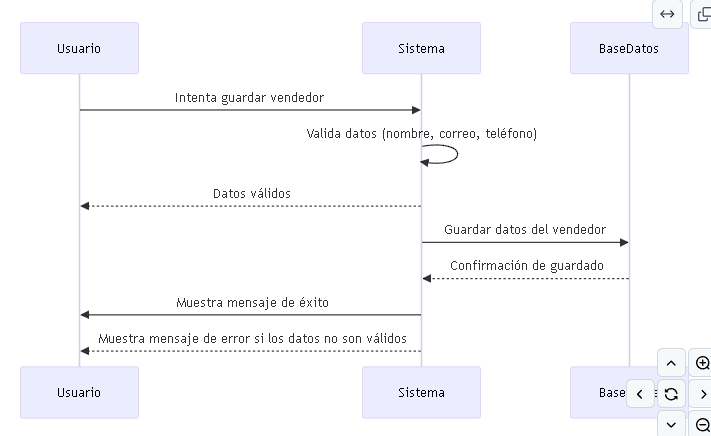 Usuario
Sistema
BaseDatos
Intenta guardar vendedor
Valida datos (nombre, correo, teléfono)
Datos válidos
Guardar datos del vendedor
Confirmación de guardado
Muestra mensaje de éxito
Muestra mensaje de error si los datos no son válidos
Usuario
Sistema